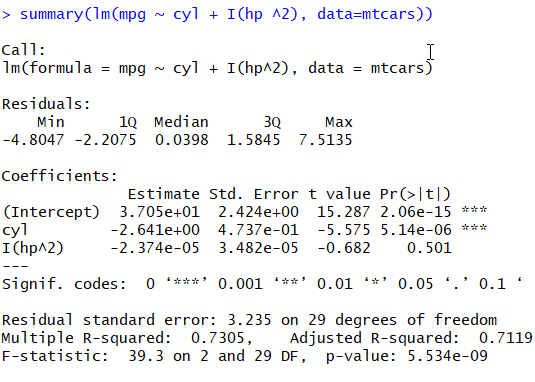 > summary(lm(mpg ~ cyl + I(hp ^2), data=mtcars))
Call:
lm(formula = mpg ~ cyl + I(hp^2), data = mtcars)
Residuals:
Min 1Q Median 3Q Max
-4.8047 -2.2075 0.0398 1.5845 7.5135
Coefficients:
Estimate Std. Error t value Pr(>|t|)
(Intercept) 3.705e+01 2.424e+00 15.287 2.06e-15 ***
cyl -2.641e+00 4.737e-01 -5.575 5.14e-06 ***
I(hp^2) -2.374e-05 3.482e-05 -0.682 0.501
---
Signif. codes: 0 ‘***’ 0.001 ‘**’ 0.01 ‘*’ 0.05 ‘.’ 0.1 ‘
Residual standard error: 3.235 on 29 degrees of freedom
Multiple R-squared: 0.7305, Adjusted R-squared: 0.7119
F-statistic: 39.3 on 2 and 29 DF, p-value: 5.534e-09